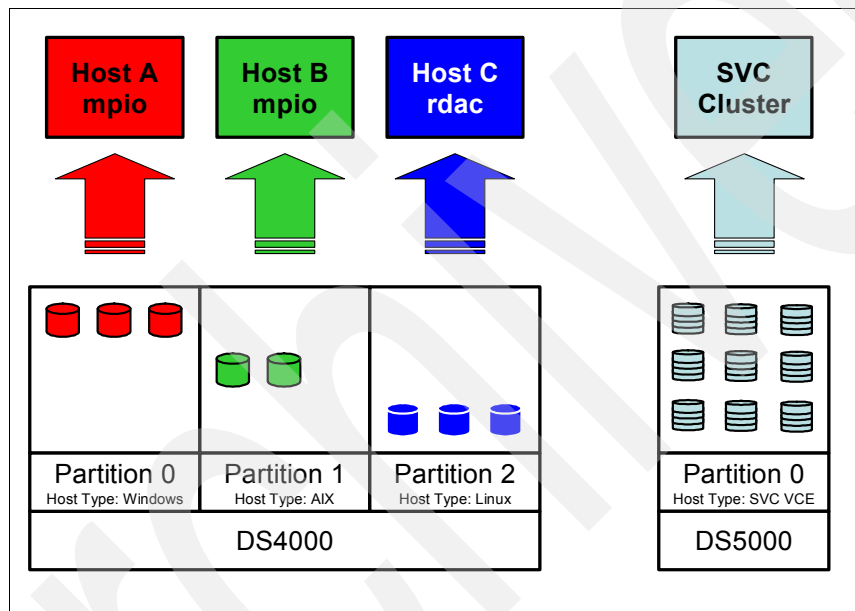 Host A
mpio
Host B
mpio
Host C
rdac
SVC
Cluster
Partition 0
Host Type: Windows
Partition 1
Host Type: AIX
Partition 2
Host Type: Linux
Partition 0
Host Type: SVC VCE
DS4000
DS5000